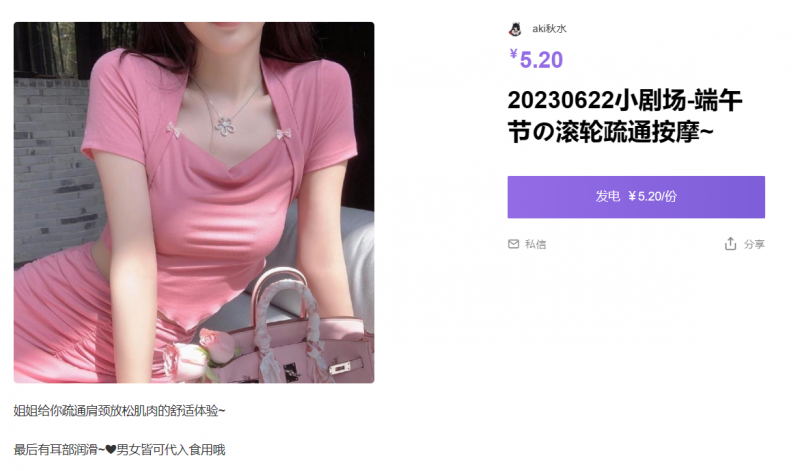 aki秋水
¥5.20
20230622小剧场-端午
节の滚轮疏通按摩~
发电 ¥5.20/份
私信 分享
姐姐给你疏通肩颈放松肌肉的舒适体验~
最后有耳部润滑~♥男女皆可代入食用哦